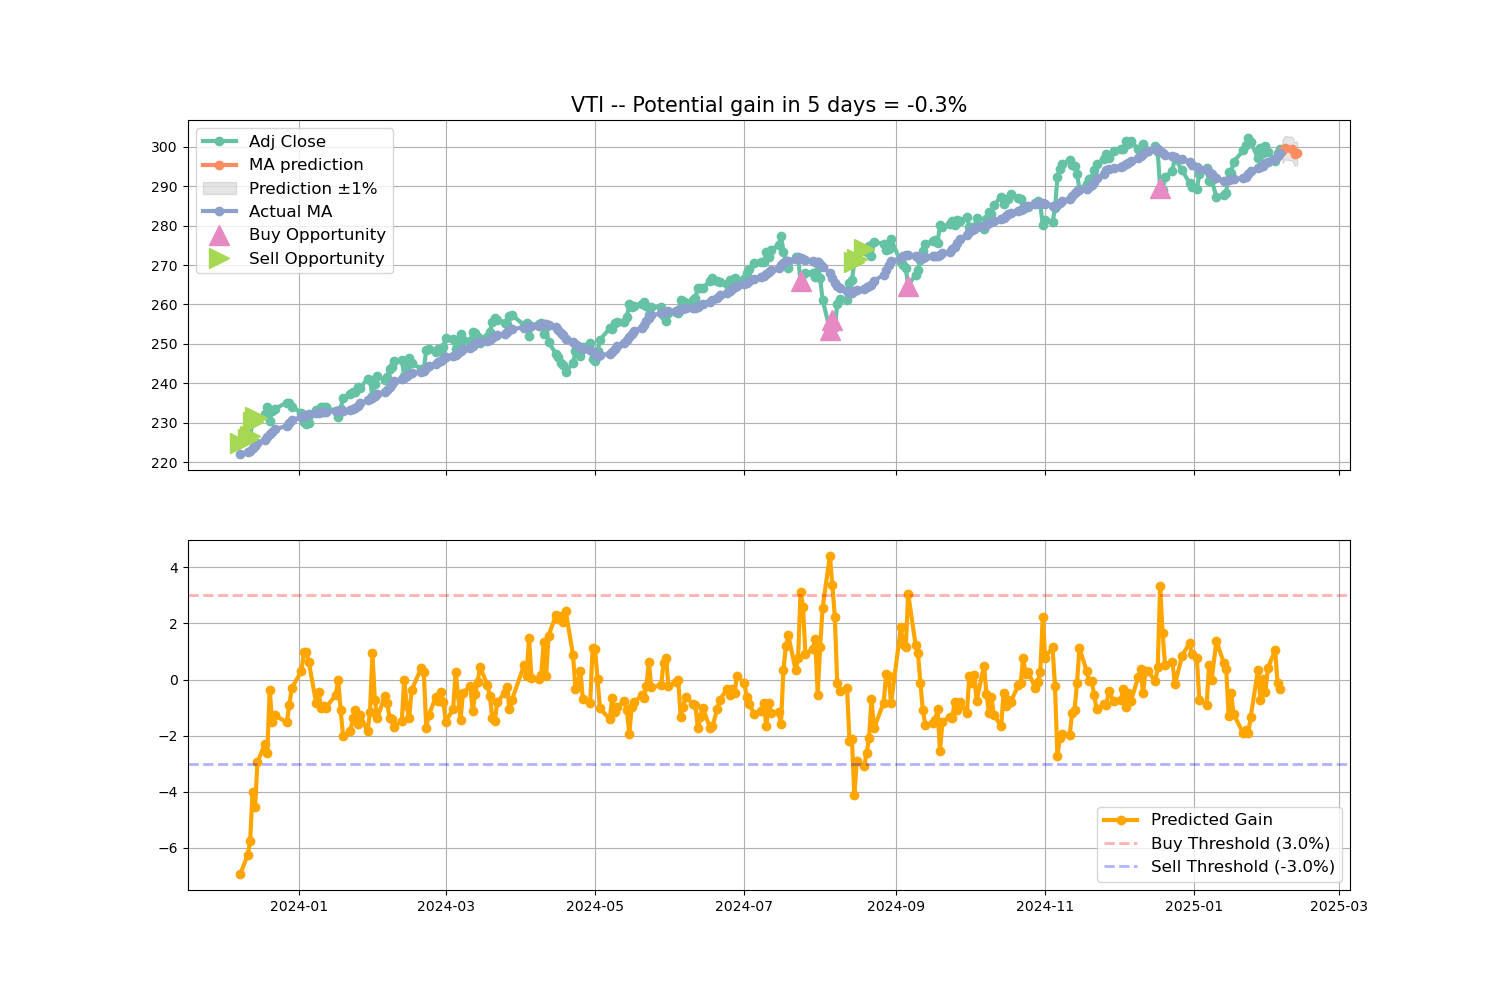 VTI -- Potential gain in 5 days = -0.3%
Adj Close
MA prediction
Prediction ±1%
Actual MA
Buy Opportunity
Sell Opportunity
300
290
280
270
260
250
240
230
220
4
2
0
−2
−4
−6
Predicted Gain
Buy Threshold (3.0%)
Sell Threshold (-3.0%)
2024-01 2024-03 2024-05 2024-07 2024-09 2024-11 2025-01 2025-03